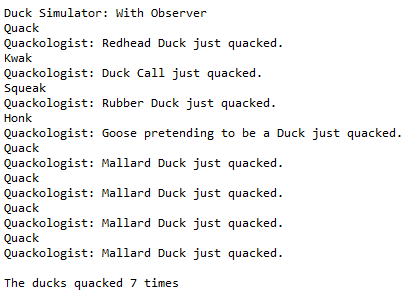 Duck Simulator: With Observer
Quack
Quackologist: Redhead Duck just quacked.
Kwak
Quackologist: Duck Call just quacked.
Squeak
Quackologist: Rubber Duck just quacked.
Honk
Quackologist: Goose pretending to be a Duck just quacked.
Quack
Quackologist: Mallard Duck just quacked.
Quack
Quackologist: Mallard Duck just quacked.
Quack
Quackologist: Mallard Duck just quacked.
Quack
Quackologist: Mallard Duck just quacked.
The ducks quacked 7 times